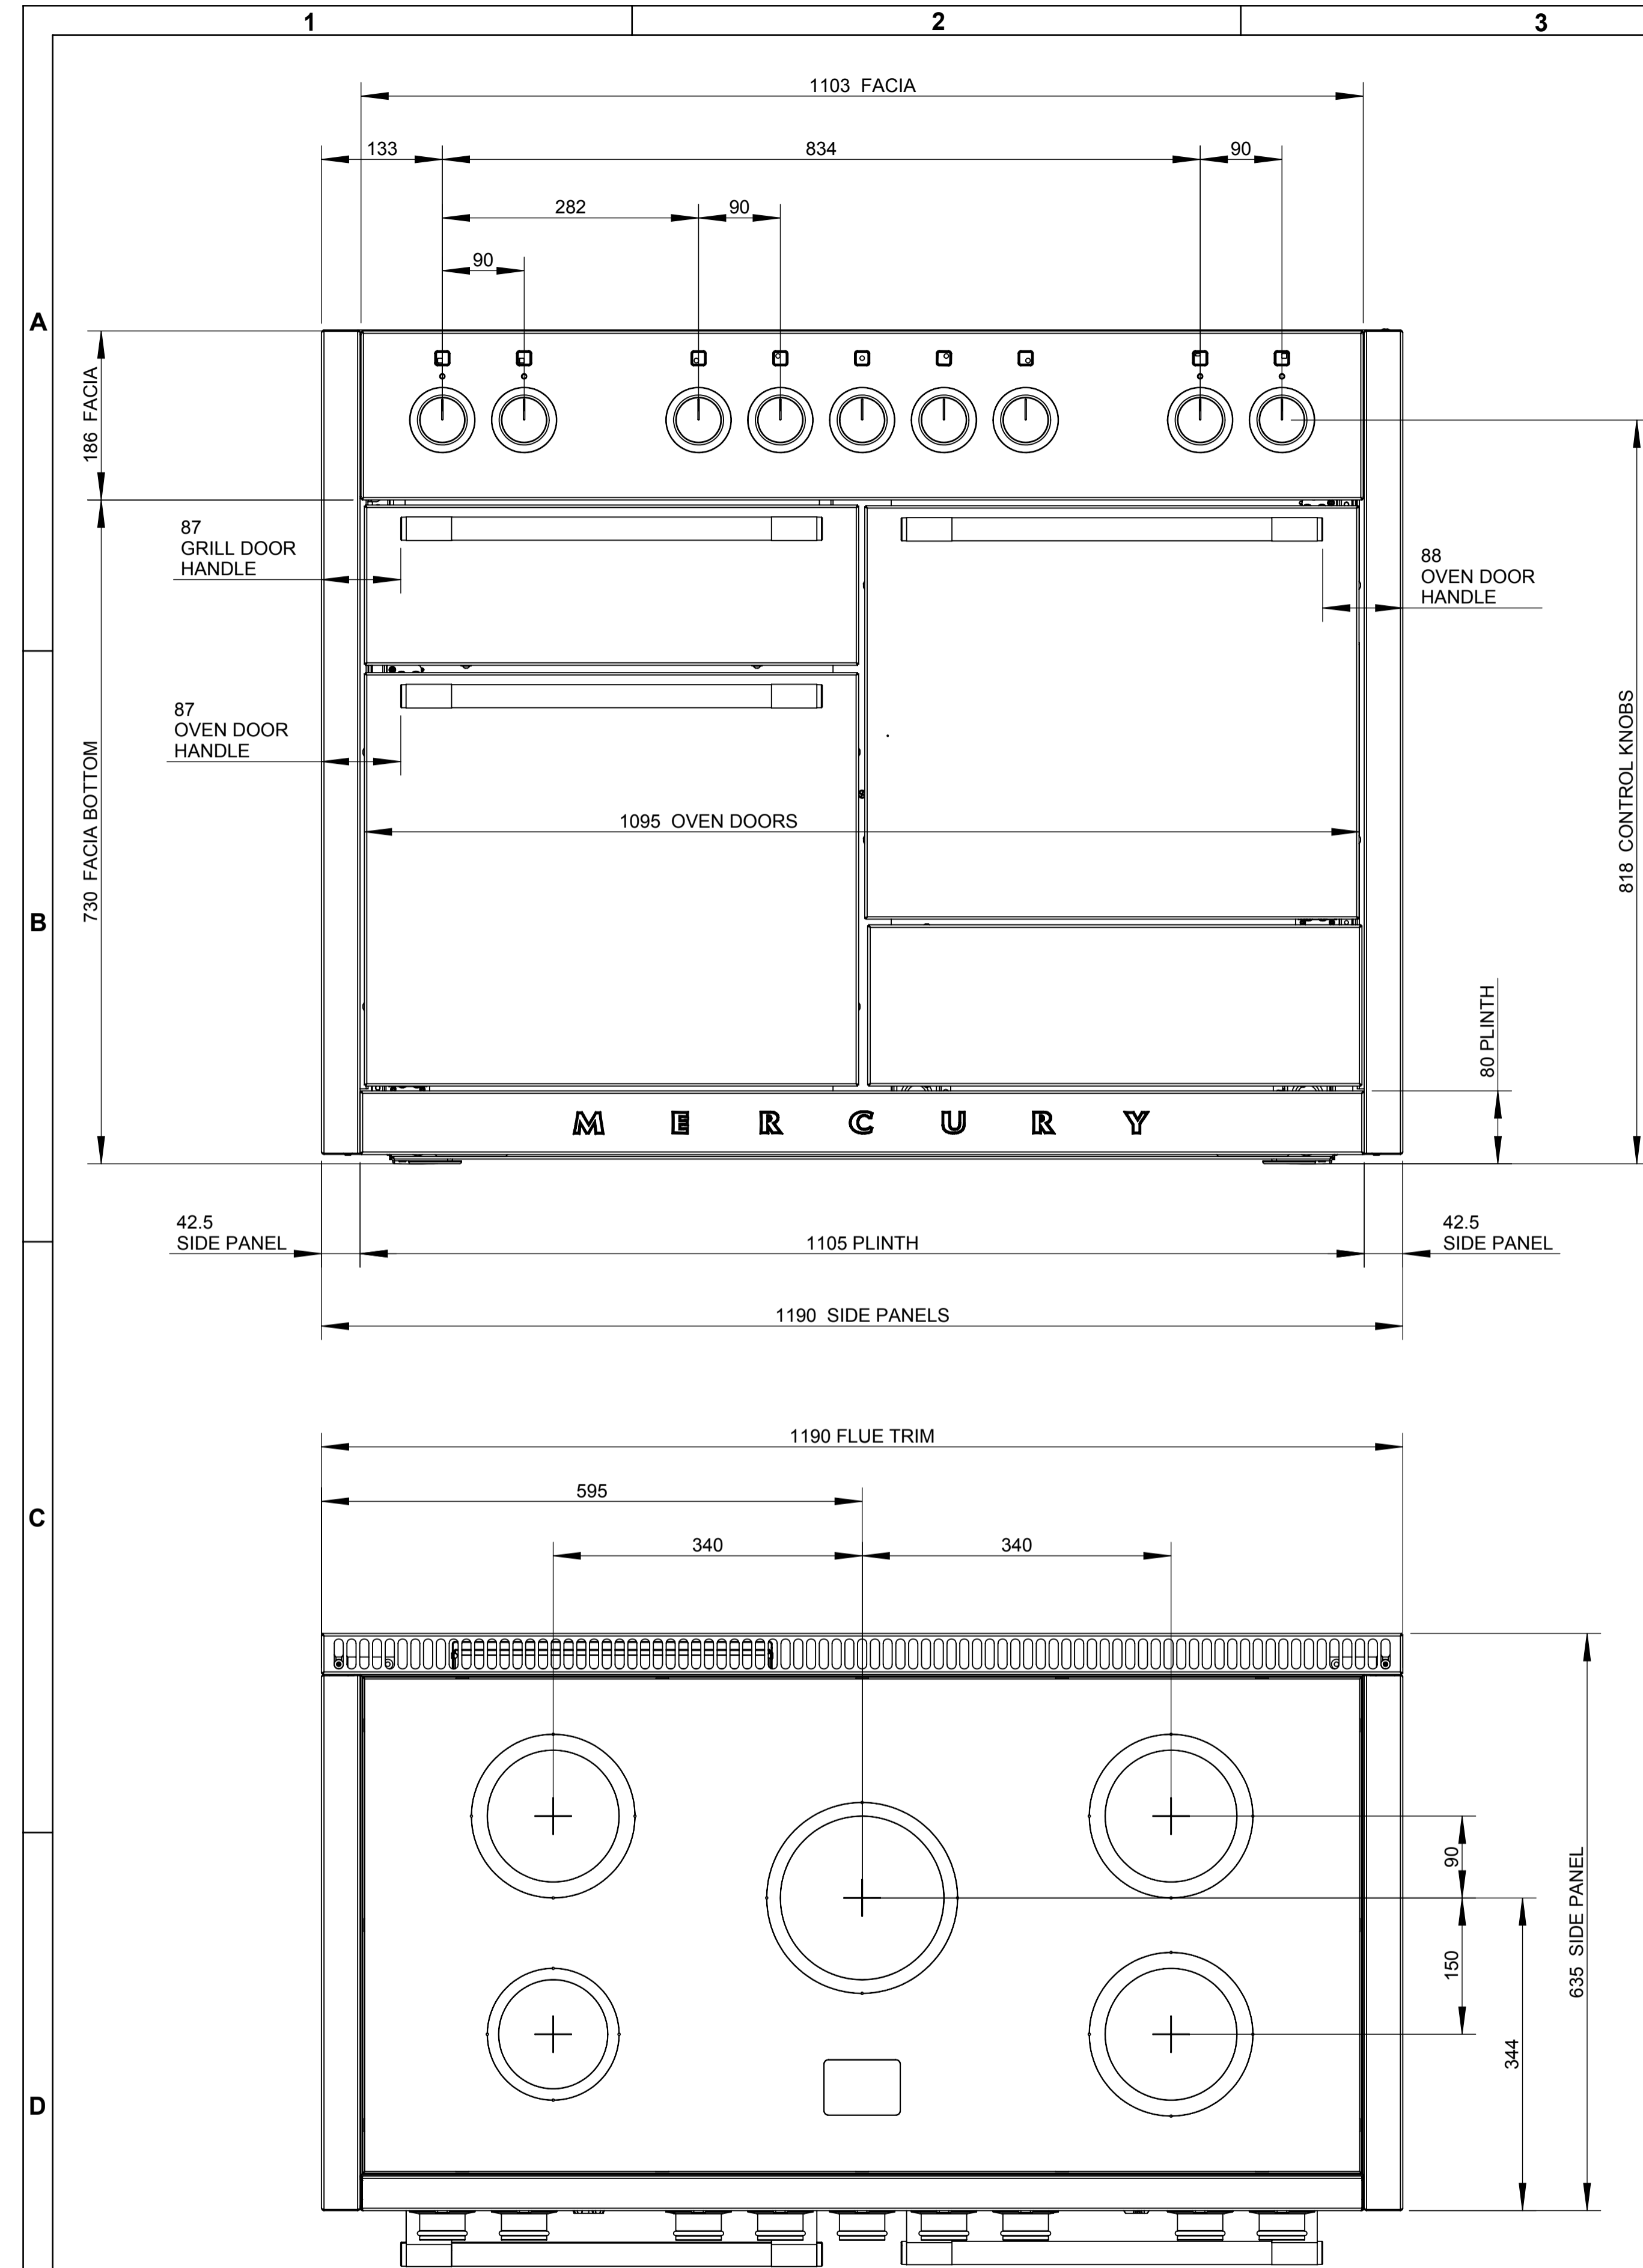 1
2
3
1103 FACIA
133
834
90
282
90
90
A
186 FACIA
87
GRILL DOOR
HANDLE
88
OVEN DOOR
HANDLE
87
OVEN DOOR
HANDLE
730 FACIA BOTTOM
818 CONTROL KNOBS
1095 OVEN DOORS
B
80 PLINTH
MERCURY
42.5
SIDE PANEL
1105 PLINTH
42.5
SIDE PANEL
1190 SIDE PANELS
1190 FLUE TRIM
595
C
340
340
90
635 SIDE PANEL
150
344
D